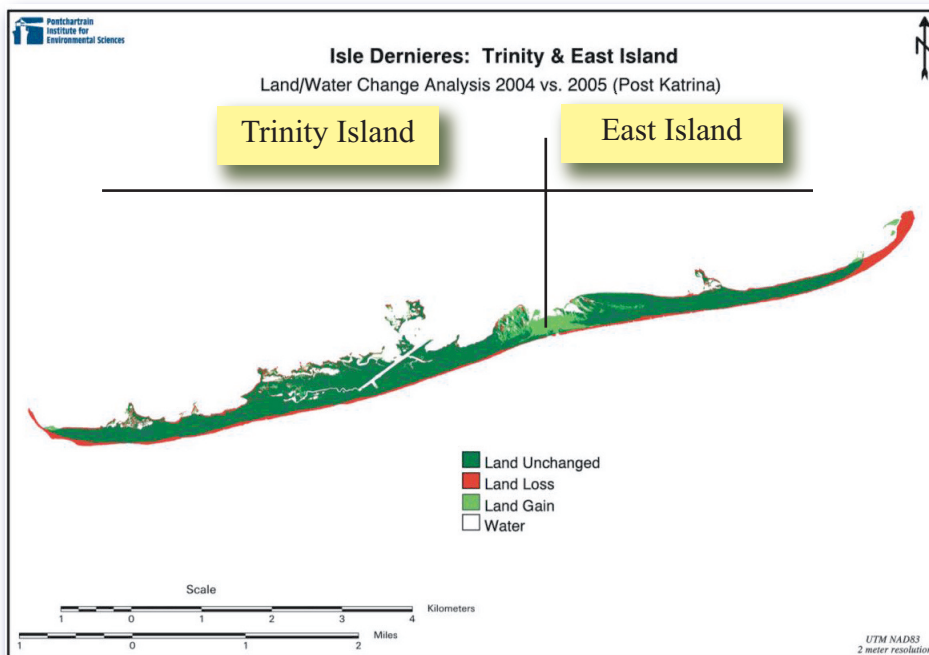 Pontchartrain
Institute for
Environmental Sciences
N
Isle Dernieres: Trinity & East Island
Land/Water Change Analysis 2004 vs. 2005 (Post Katrina)
Trinity Island
East Island
Land Unchanged
Land Loss
Land Gain
Water
Scale
Kilometers
1 0 1 2 3 4
Miles
1 0 1 2
UTM NAD83
2 meter resolution